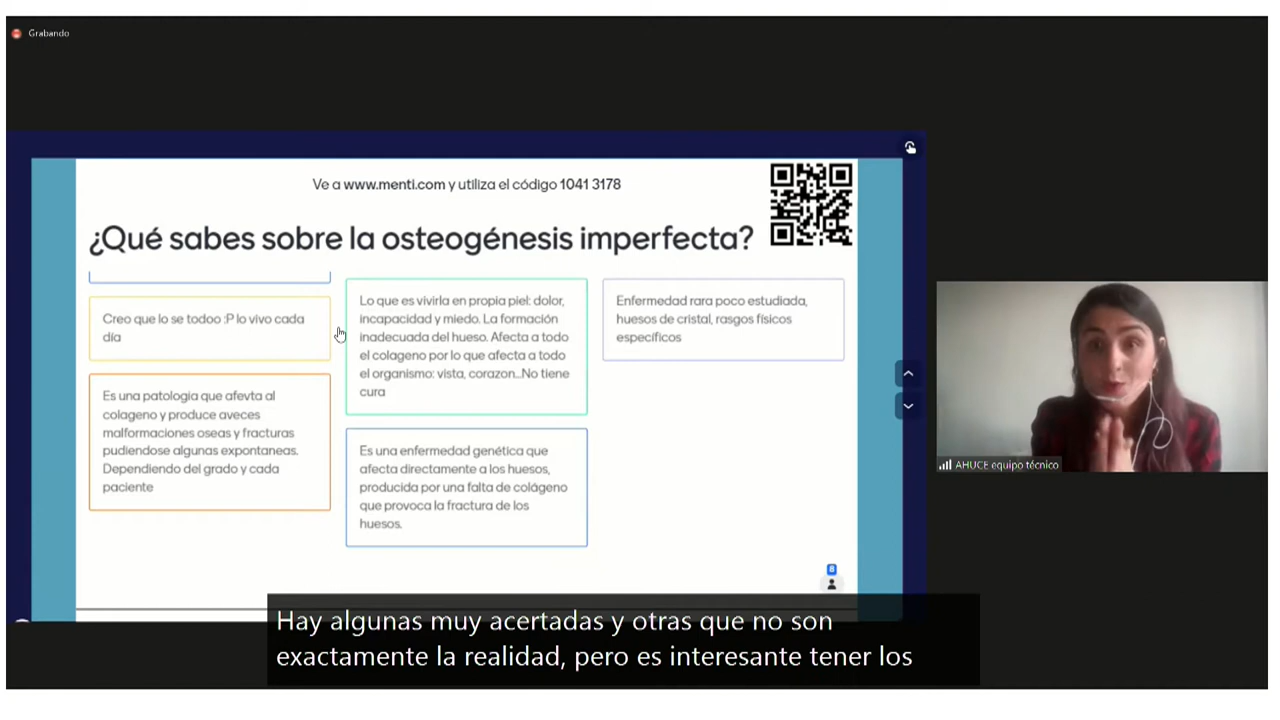 Grabando
Ve a www.menti.com y utiliza el código 1041 3178
¿Qué sabes sobre la osteogénesis imperfecta?
Creo que lo se todoo :P lo vivo cada
día
Es una patologia que afevta al
colageno y produce aveces
malformaciones oseas y fracturas
pudiendose algunas expontaneas.
Dependiendo del grado y cada
paciente
Lo que es vivirla en propia piel: dolor,
incapacidad y miedo. La formación
inadecuada del hueso. Afecta a todo
el colageno por lo que afecta a todo
el organismo: vista, corazon...No tiene
cura
Es una enfermedad genética que
afecta directamente a los huesos,
producida por una falta de colágeno
que provoca la fractura de los
huesos.
Enfermedad rara poco estudiada,
huesos de cristal, rasgos físicos
específicos
8
AHUCE equipo técnico
Hay algunas muy acertadas y otras que no son
exactamente la realidad, pero es interesante tener los